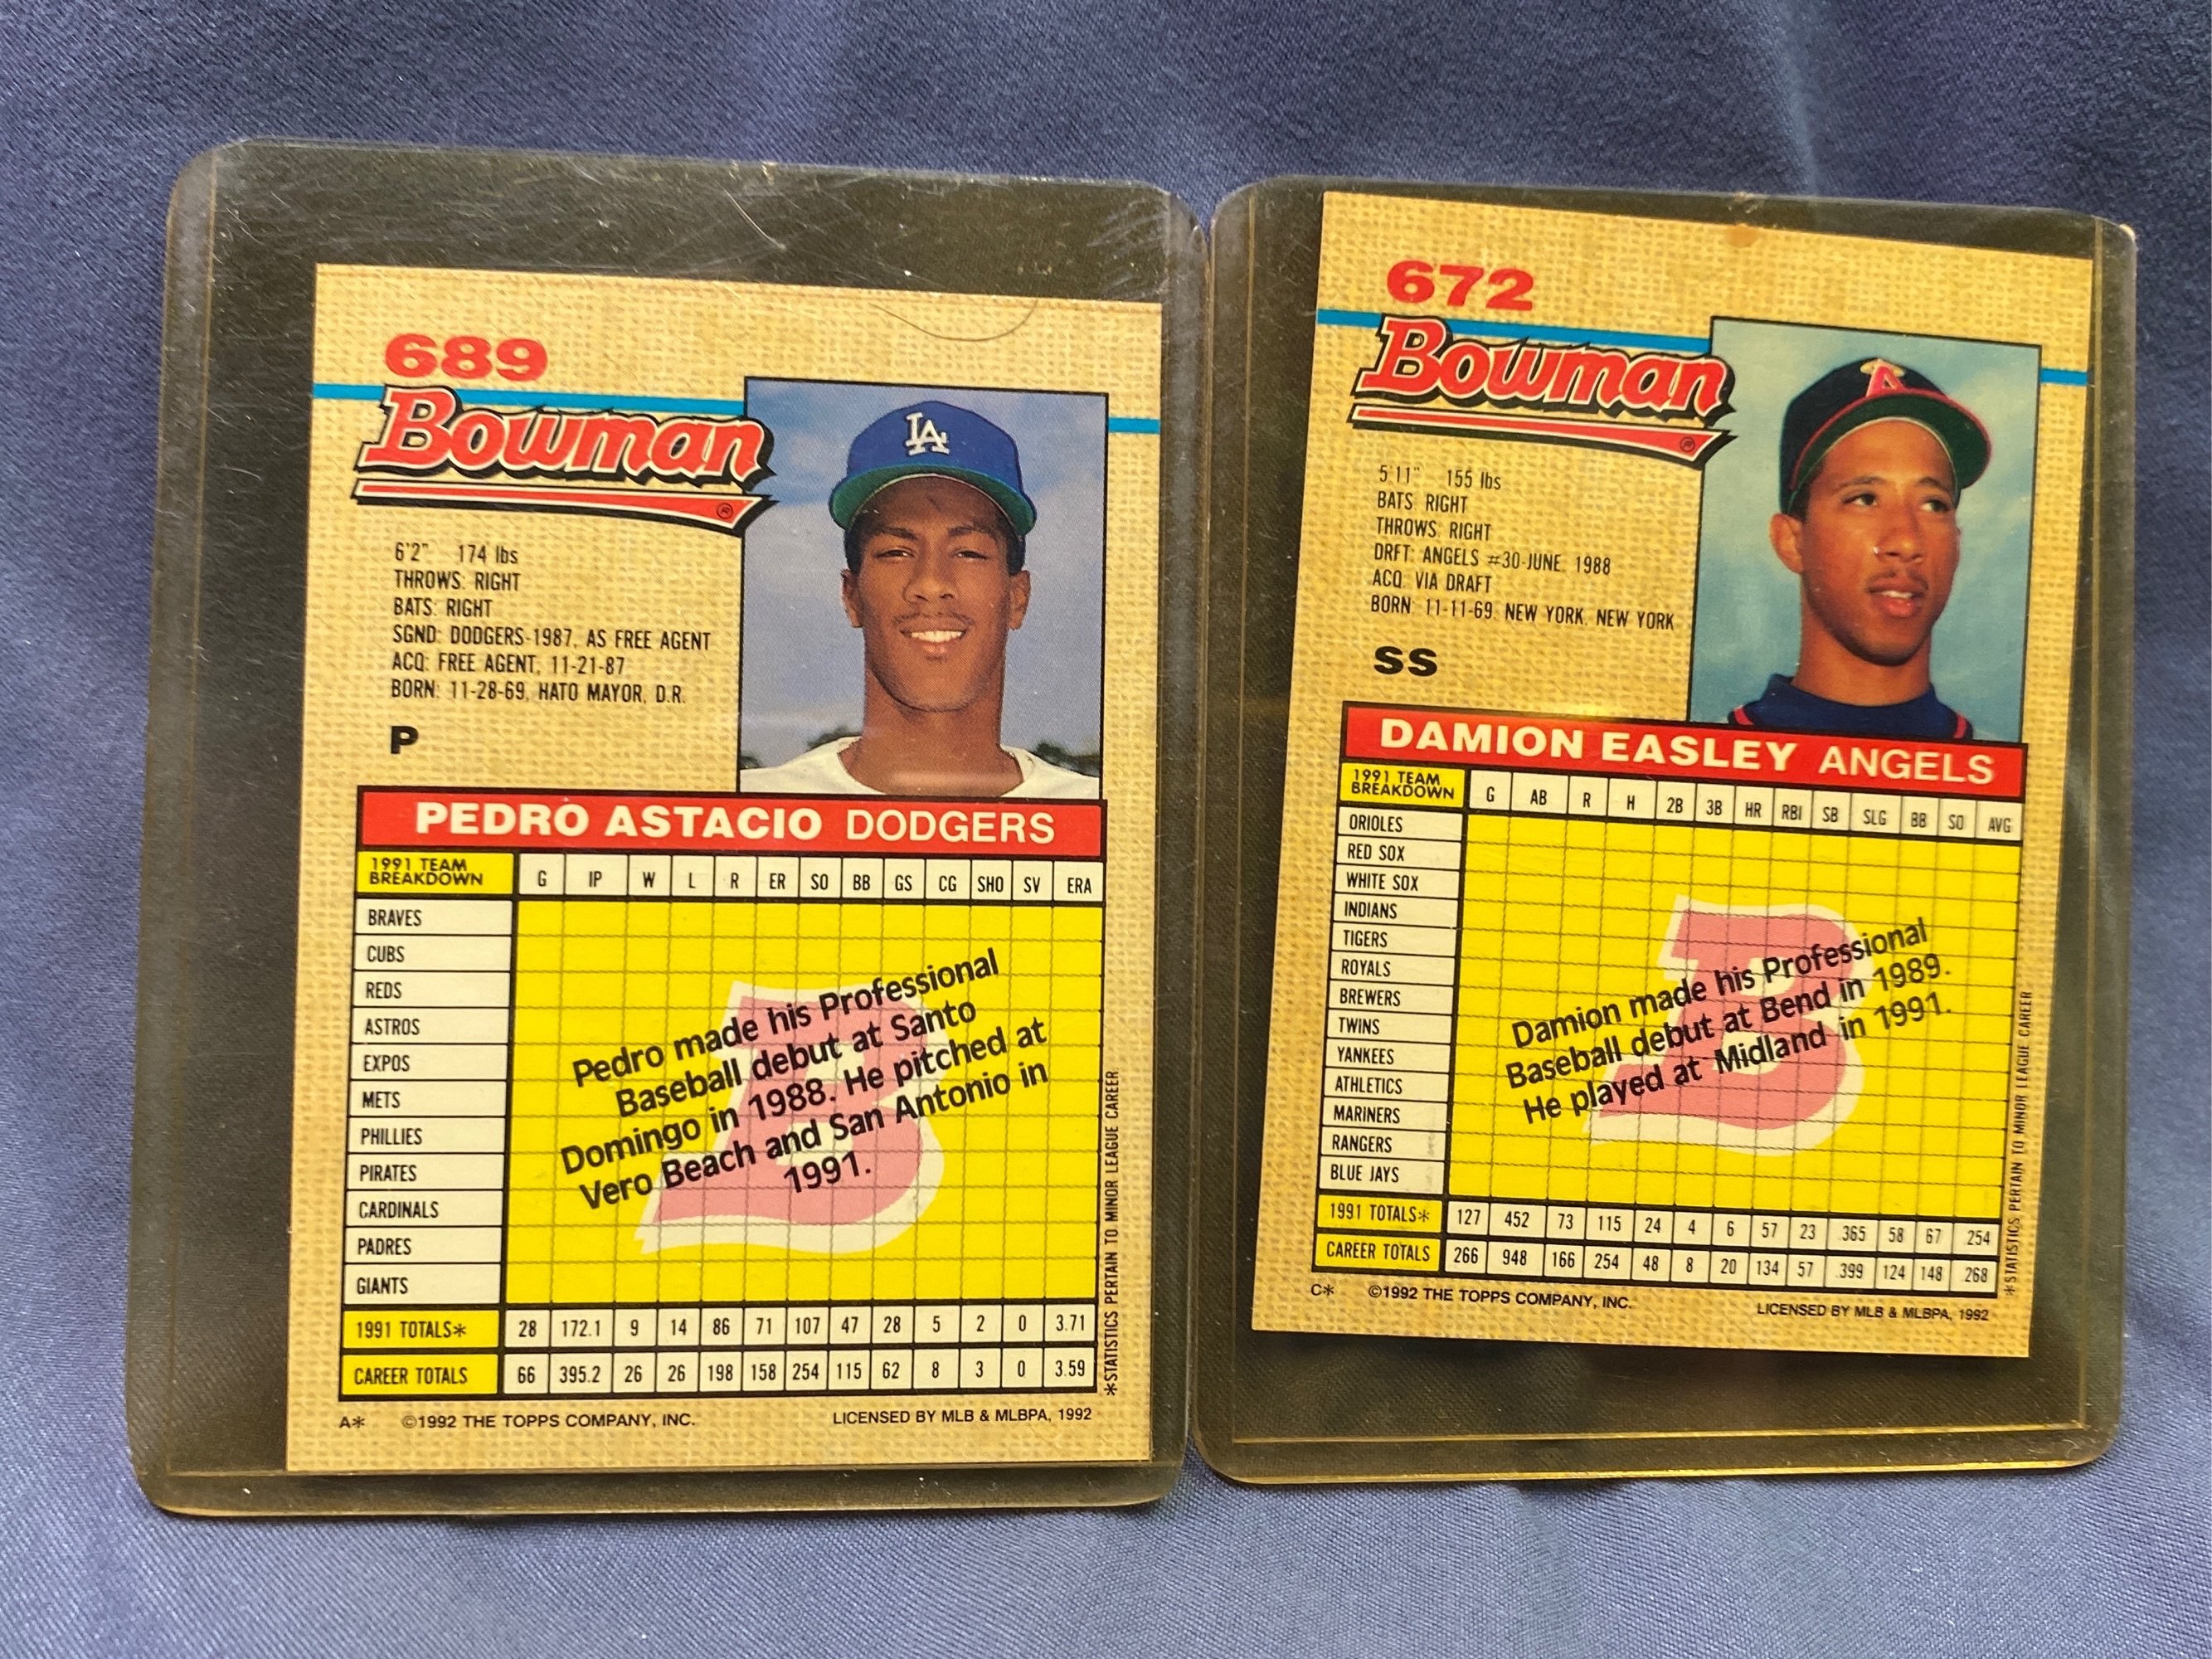 689
Bowman
®
LA
6'2" 174 lbs
THROWS: RIGHT
BATS: RIGHT
SGND: DODGERS-1987, AS FREE AGENT
ACQ: FREE AGENT, 11-21-87
BORN: 11-28-69, HATO MAYOR, D.R.
P
PEDRO ASTACIO DODGERS
1991 TEAM
BREAKDOWN G IP W L R ER SO BB GS CG SHO SV ERA
BRAVES
CUBS
REDS
ASTROS
EXPOS
METS
PHILLIES
PIRATES
CARDINALS
PADRES
GIANTS
B
Pedro made his Professional
Baseball debut at Santo
Domingo in 1988. He pitched at
Vero Beach and San Antonio in
1991.
1991 TOTALS* 28 172.1 9 14 86 71 107 47 28 5 2 0 3.71
CAREER TOTALS 66 395.2 26 26 198 158 254 115 62 8 3 0 3.59
*STATISTICS PERTAIN TO MINOR LEAGUE CAREER
A* ©1992 THE TOPPS COMPANY, INC. LICENSED BY MLB & MLBPA, 1992
672
Bowman
®
A
5'11" 155 lbs
BATS: RIGHT
THROWS: RIGHT
DRFT: ANGELS #30-JUNE, 1988
ACQ: VIA DRAFT
BORN: 11-11-69, NEW YORK, NEW YORK
SS
DAMION EASLEY ANGELS
1991 TEAM
BREAKDOWN G AB R H 2B 3B HR RBI SB SLG BB SO AVG
ORIOLES
RED SOX
WHITE SOX
INDIANS
TIGERS
ROYALS
BREWERS
TWINS
YANKEES
ATHLETICS
MARINERS
RANGERS
BLUE JAYS
B
Damion made his Professional
Baseball debut at Bend in 1989.
He played at Midland in 1991.
1991 TOTALS* 127 452 73 115 24 4 6 57 23 .365 58 67 .254
CAREER TOTALS 266 948 166 254 48 8 20 134 57 .399 124 148 .268
*STATISTICS PERTAIN TO MINOR LEAGUE CAREER
C* ©1992 THE TOPPS COMPANY, INC. LICENSED BY MLB & MLBPA, 1992